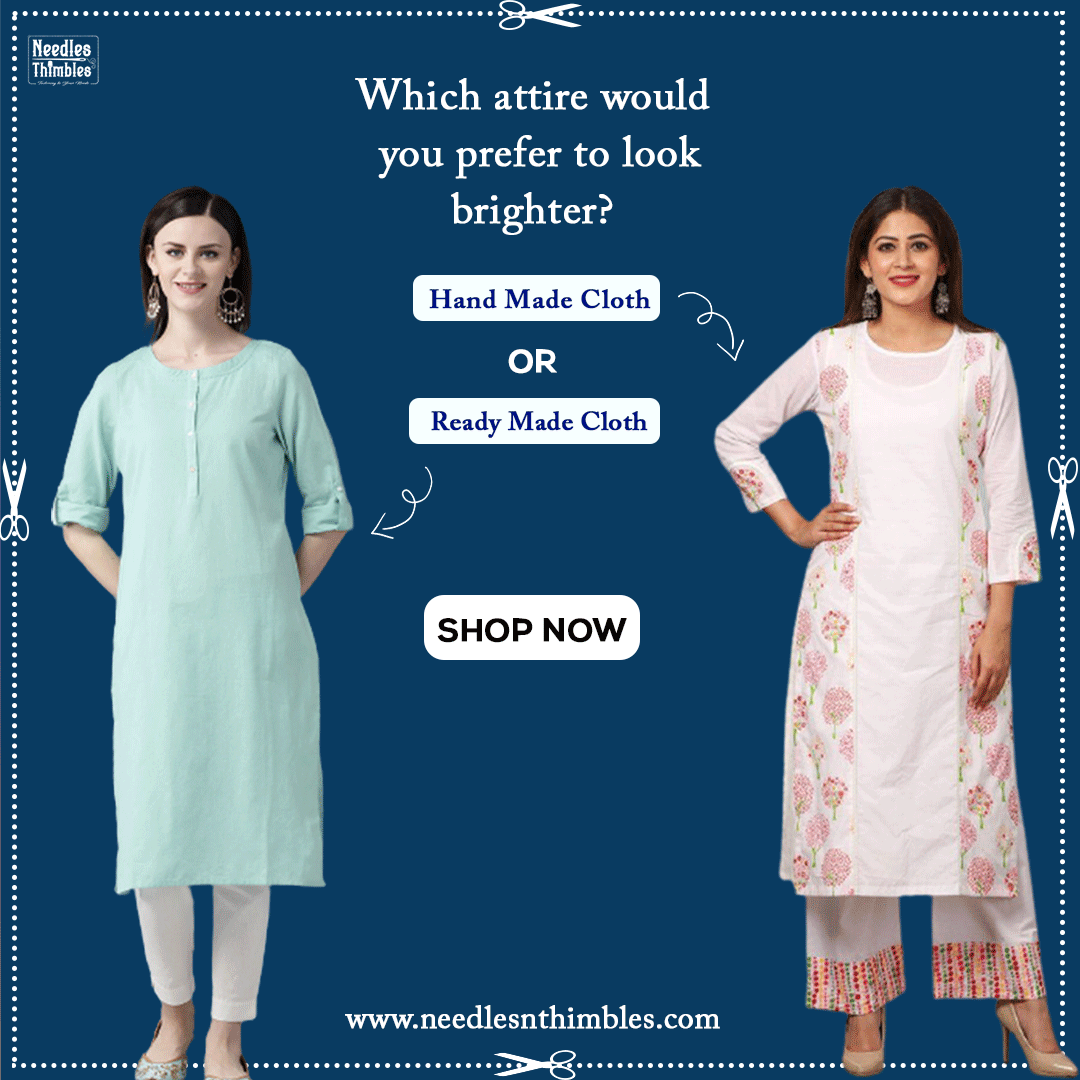 Needles
Thimbles
Which attire would
you prefer to look
brighter?
Hand Made Cloth
OR
Ready Made Cloth
SHOP NOW
www.needlesnthimbles.com